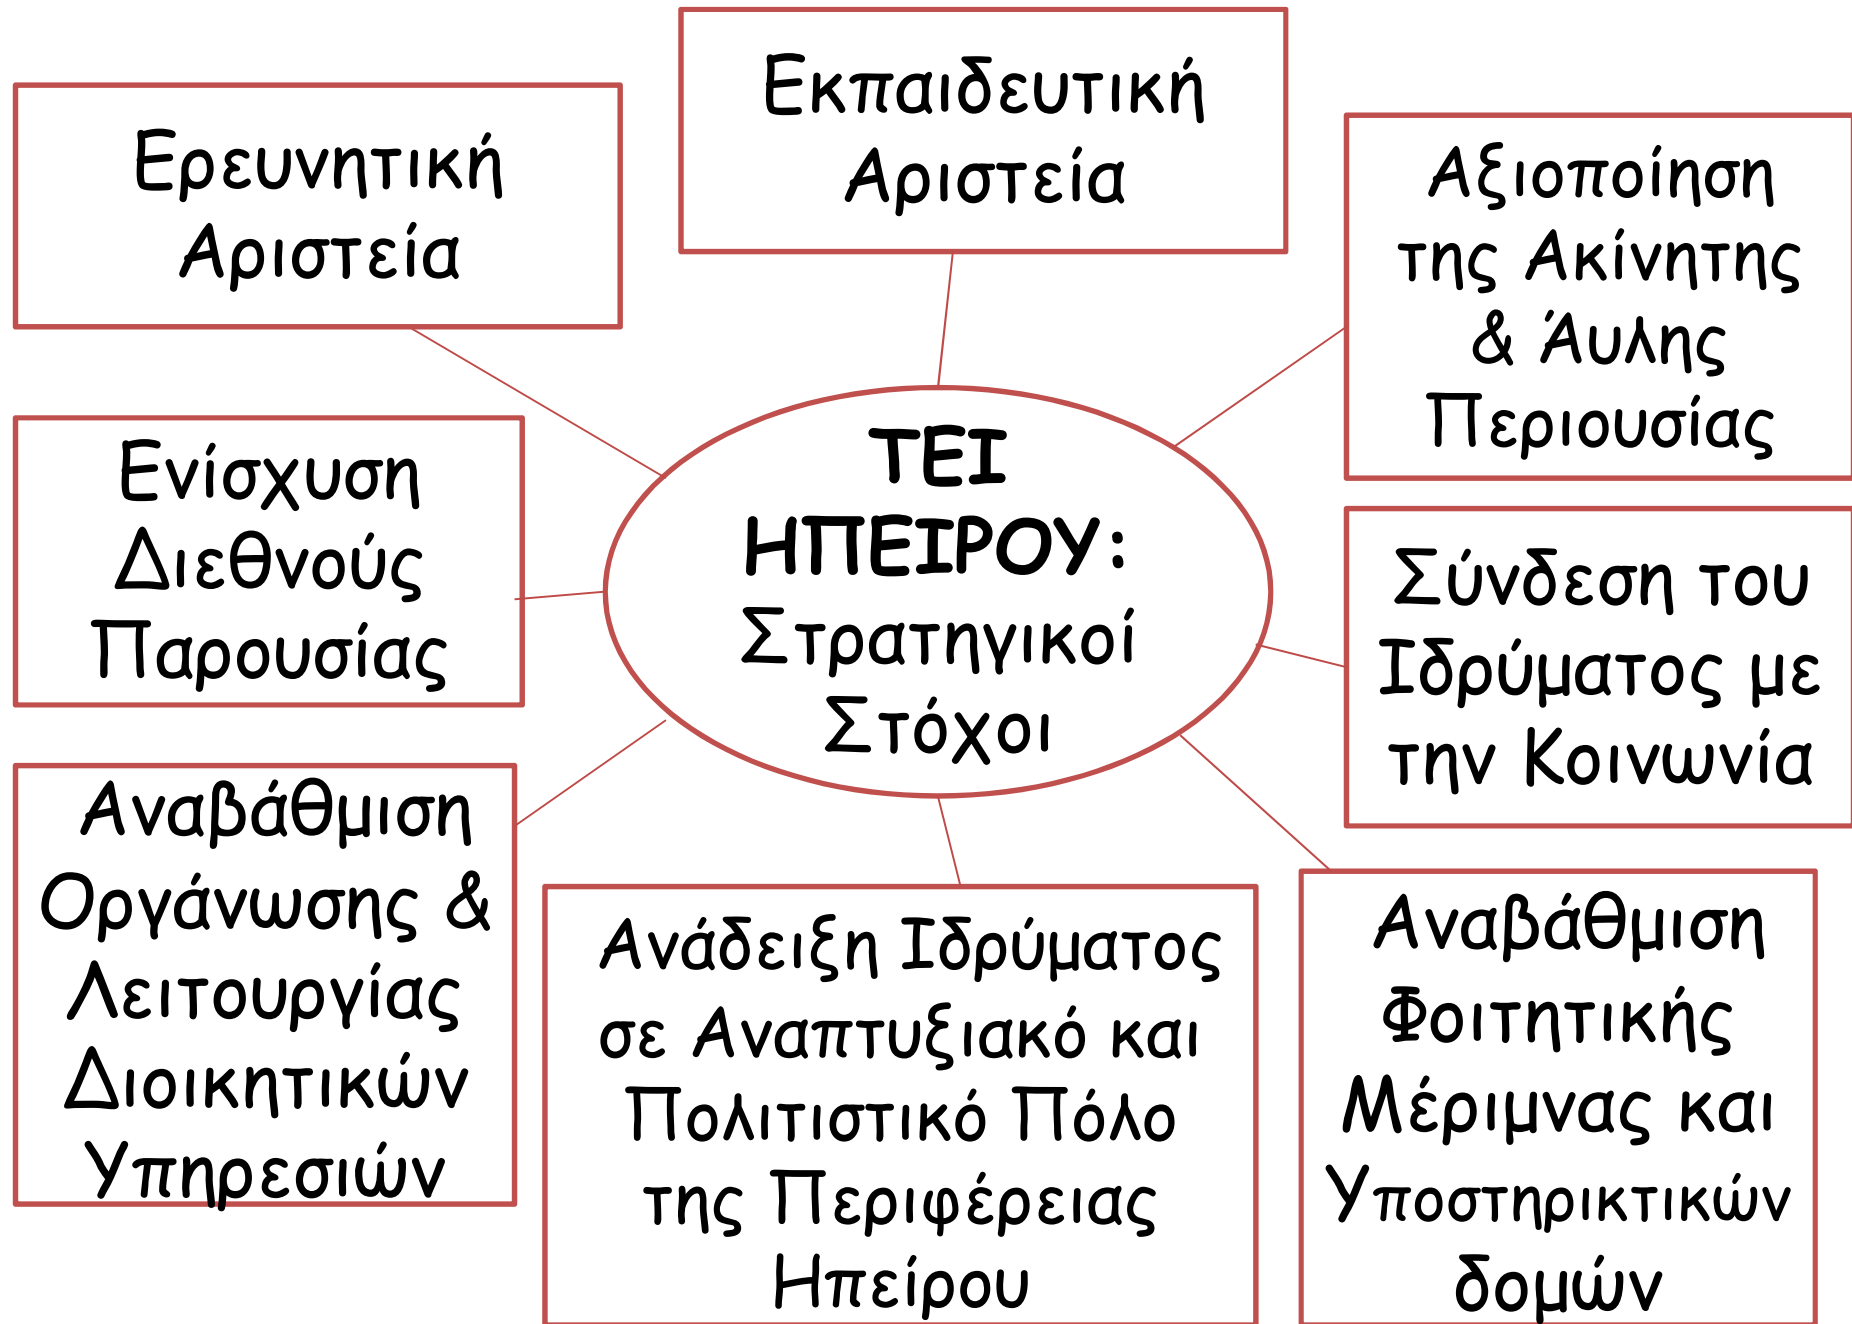 Εκπαιδευτική
Αριστεία
Ερευνητική
Αριστεία
Αξιοποίηση
της Ακίνητης
& Άυλης
Περιουσίας
ΤΕΙ
ΗΠΕΙΡΟΥ:
Στρατηγικοί
Στόχοι
Ενίσχυση
Διεθνούς
Παρουσίας
Σύνδεση του
Ιδρύματος με
την Κοινωνία
Αναβάθμιση
Οργάνωσης &
Λειτουργίας
Διοικητικών
Υπηρεσιών
Ανάδειξη Ιδρύματος
σε Αναπτυξιακό και
Πολιτιστικό Πόλο
της Περιφέρειας
Ηπείρου
Αναβάθμιση
Φοιτητικής
Μέριμνας και
Υποστηρικτικών
δομών